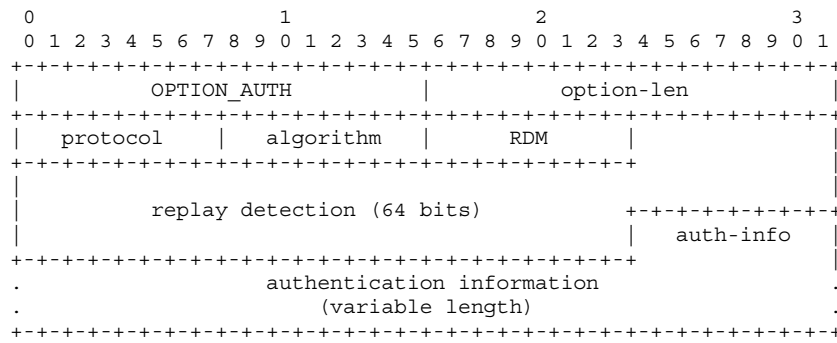 0                   1                   2                   3
0 1 2 3 4 5 6 7 8 9 0 1 2 3 4 5 6 7 8 9 0 1 2 3 4 5 6 7 8 9 0 1
+-+-+-+-+-+-+-+-+-+-+-+-+-+-+-+-+-+-+-+-+-+-+-+-+-+-+-+-+-+-+-+-+
|          OPTION_AUTH          |          option-len           |
+-+-+-+-+-+-+-+-+-+-+-+-+-+-+-+-+-+-+-+-+-+-+-+-+-+-+-+-+-+-+-+-+
|   protocol    |   algorithm   |      RDM      |               |
+-+-+-+-+-+-+-+-+-+-+-+-+-+-+-+-+-+-+-+-+-+-+-+-+               |
|                                                               |
|          replay detection (64 bits)           +-+-+-+-+-+-+-+-+
|                                               |   auth-info   |
+-+-+-+-+-+-+-+-+-+-+-+-+-+-+-+-+-+-+-+-+-+-+-+-+               |
.                   authentication information                  .
.                       (variable length)                       .
+-+-+-+-+-+-+-+-+-+-+-+-+-+-+-+-+-+-+-+-+-+-+-+-+-+-+-+-+-+-+-+-+